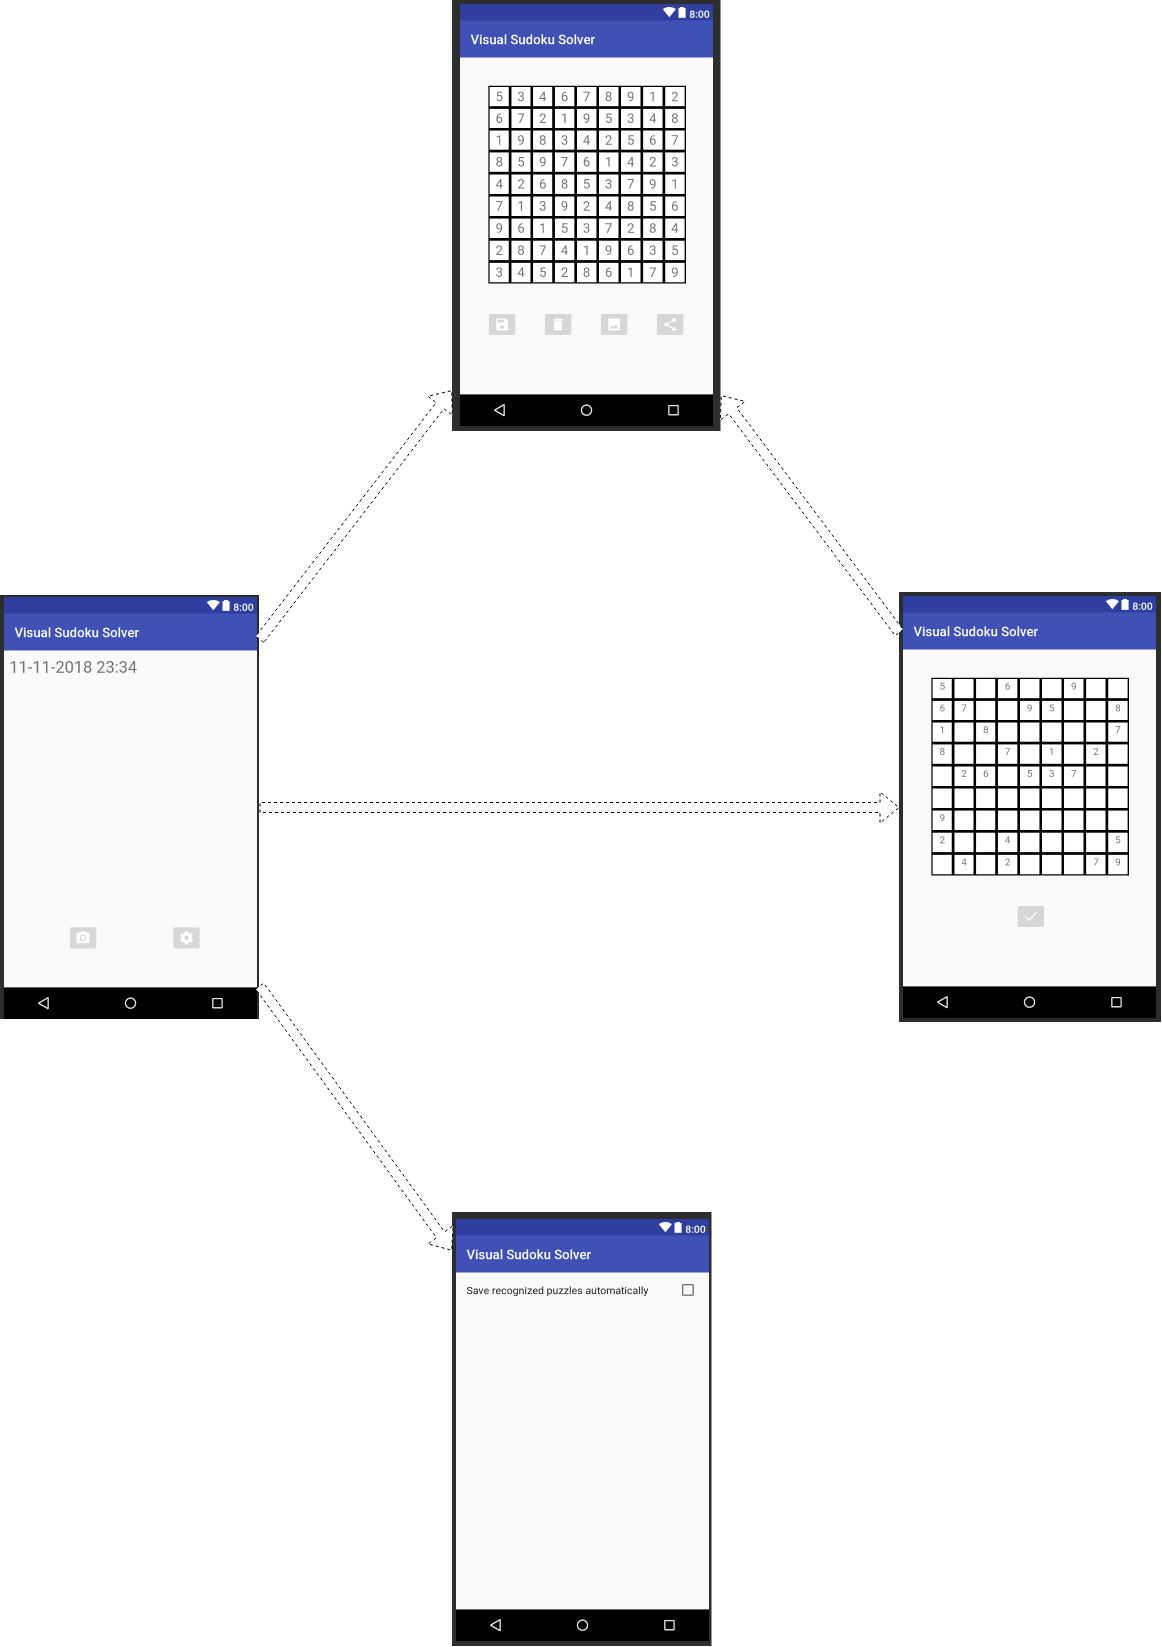 8:00
Visual Sudoku Solver
5 3 4 6 7 8 9 1 2
6 7 2 1 9 5 3 4 8
1 9 8 3 4 2 5 6 7
8 5 9 7 6 1 4 2 3
4 2 6 8 5 3 7 9 1
7 1 3 9 2 4 8 5 6
9 6 1 5 3 7 2 8 4
2 8 7 4 1 9 6 3 5
3 4 5 2 8 6 1 7 9
8:00
Visual Sudoku Solver
11-11-2018 23:34
8:00
Visual Sudoku Solver
5 6 9
6 7 9 5 8
1 8 7
8 7 1 2
2 6 5 3 7
9
2 4 5
4 2 7 9
8:00
Visual Sudoku Solver
Save recognized puzzles automatically